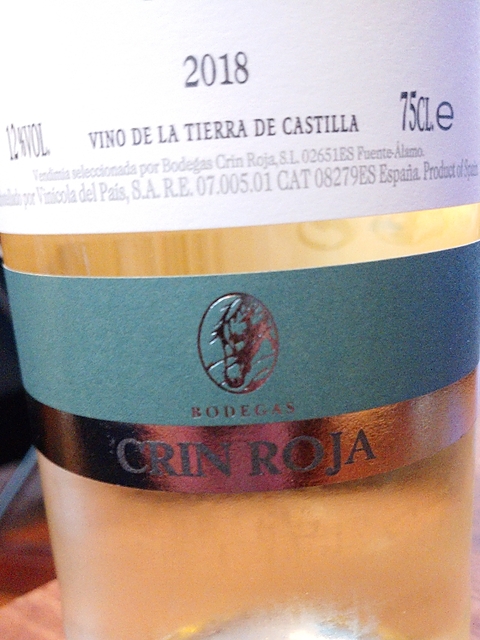 2018
12%VOL.
VINO DE LA TIERRA DE CASTILLA
75CL. e
Vendimia seleccionada por Bodegas Crin Roja, S.L. 02651ES Fuente-Álamo.
por Vinícola del País, S.A. R.E. 07.005.01 CAT 08279ES España. Product of Spain
BODEGAS
CRIN ROJA